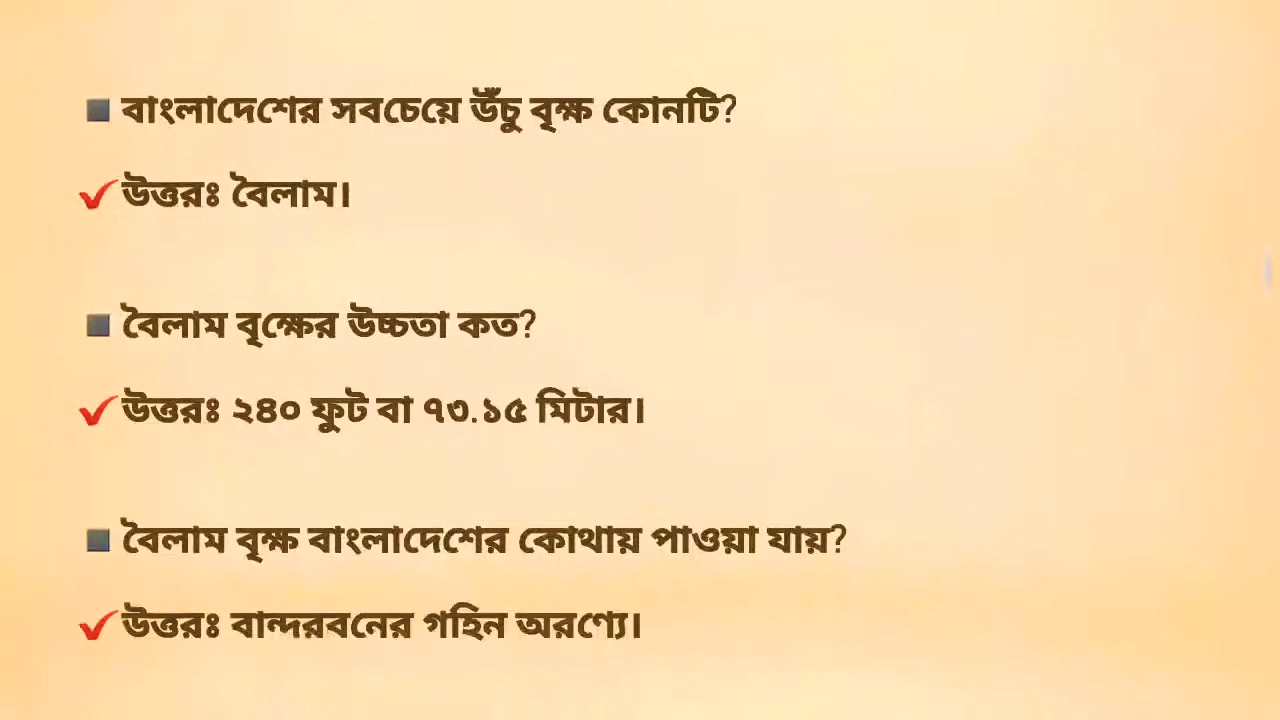 বাংলাদেশের সবচেয়ে উঁচু বৃক্ষ কোনটি?
উত্তরঃ বৈলাম।
বৈলাম বৃক্ষের উচ্চতা কত?
উত্তরঃ ২৪০ ফুট বা ৭৩.১৫ মিটার।
বৈলাম বৃক্ষ বাংলাদেশের কোথায় পাওয়া যায়?
উত্তরঃ বান্দরবনের গহিন অরণ্যে।